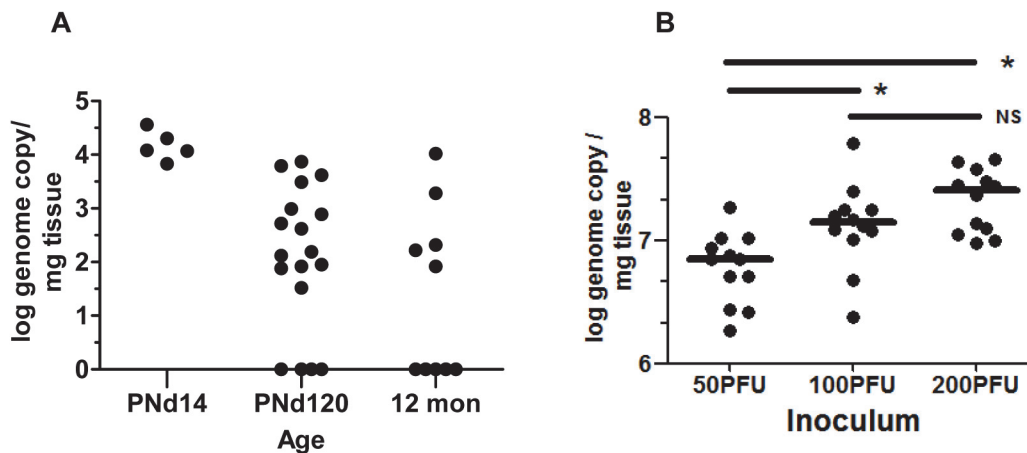 A
B
log genome copy/
mg tissue
5
4
3
2
1
0
PNd14 PNd120 12 mon
Age
*
*
NS
log genome copy /
mg tissue
8
7
6
50PFU 100PFU 200PFU
Inoculum